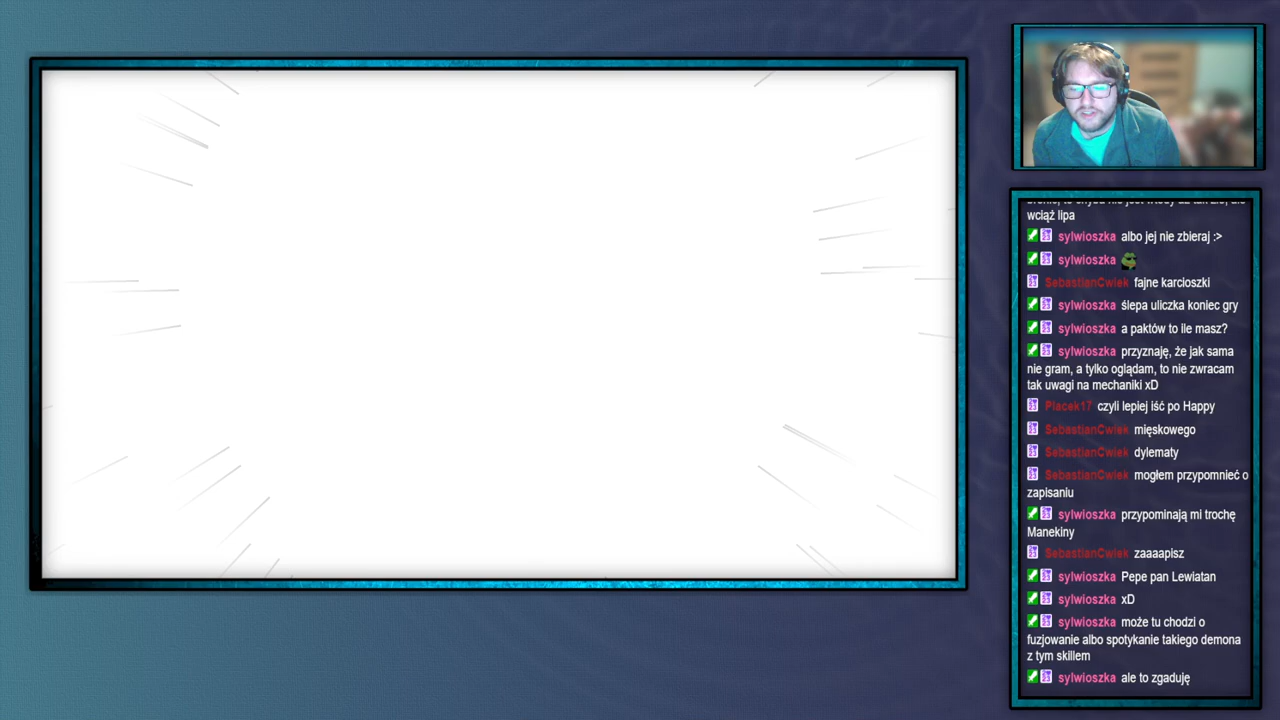 wciąż lipa
sylwioszka albo jej nie zbieraj :>
sylwioszka
SebastianCwiek fajne karcioszki
sylwioszka ślepa uliczka koniec gry
sylwioszka a paktów to ile masz?
sylwioszka przyznaję, że jak sama
nie gram, a tylko oglądam, to nie zwracam
tak uwagi na mechaniki xD
Placek17 czyli lepiej iść po Happy
SebastianCwiek mięskowego
SebastianCwiek dylematy
SebastianCwiek mogłem przypomnieć o
zapisaniu
sylwioszka przypominają mi trochę
Manekiny
SebastianCwiek zaaaapisz
sylwioszka Pepe pan Lewiatan
sylwioszka xD
sylwioszka może tu chodzi o
fuzjowanie albo spotykanie takiego demona
z tym skillem
sylwioszka ale to zgaduję